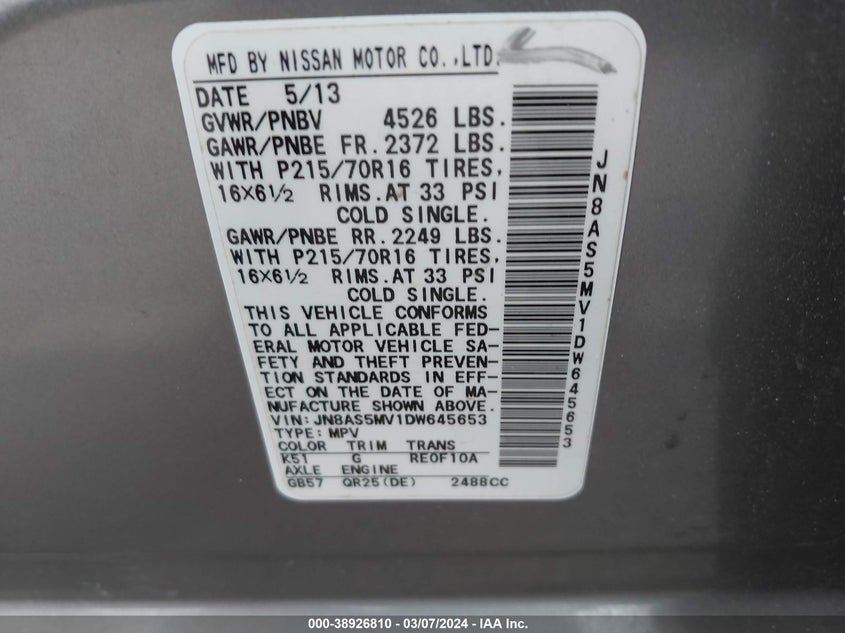 MFD BY NISSAN MOTOR CO.,LTD.
DATE 5/13
GVWR/PNBV 4526 LBS.
GAWR/PNBE FR. 2372 LBS.
WITH P215/70R16 TIRES,
16X6½ RIMS.AT 33 PSI
COLD SINGLE.
GAWR/PNBE RR. 2249 LBS.
WITH P215/70R16 TIRES,
16X6½ RIMS.AT 33 PSI
COLD SINGLE.
THIS VEHICLE CONFORMS
TO ALL APPLICABLE FED-
ERAL MOTOR VEHICLE SA-
FETY AND THEFT PREVEN-
TION STANDARDS IN EFF-
ECT ON THE DATE OF MA-
NUFACTURE SHOWN ABOVE.
VIN: JN8AS5MV1DW645653
TYPE: MPV
COLOR TRIM TRANS
K51 G RE0F10A
AXLE ENGINE
GB57 QR25(DE) 2488CC
JN8AS5MV1DW645653
000-38926810 — 03/07/2024 — IAA Inc.